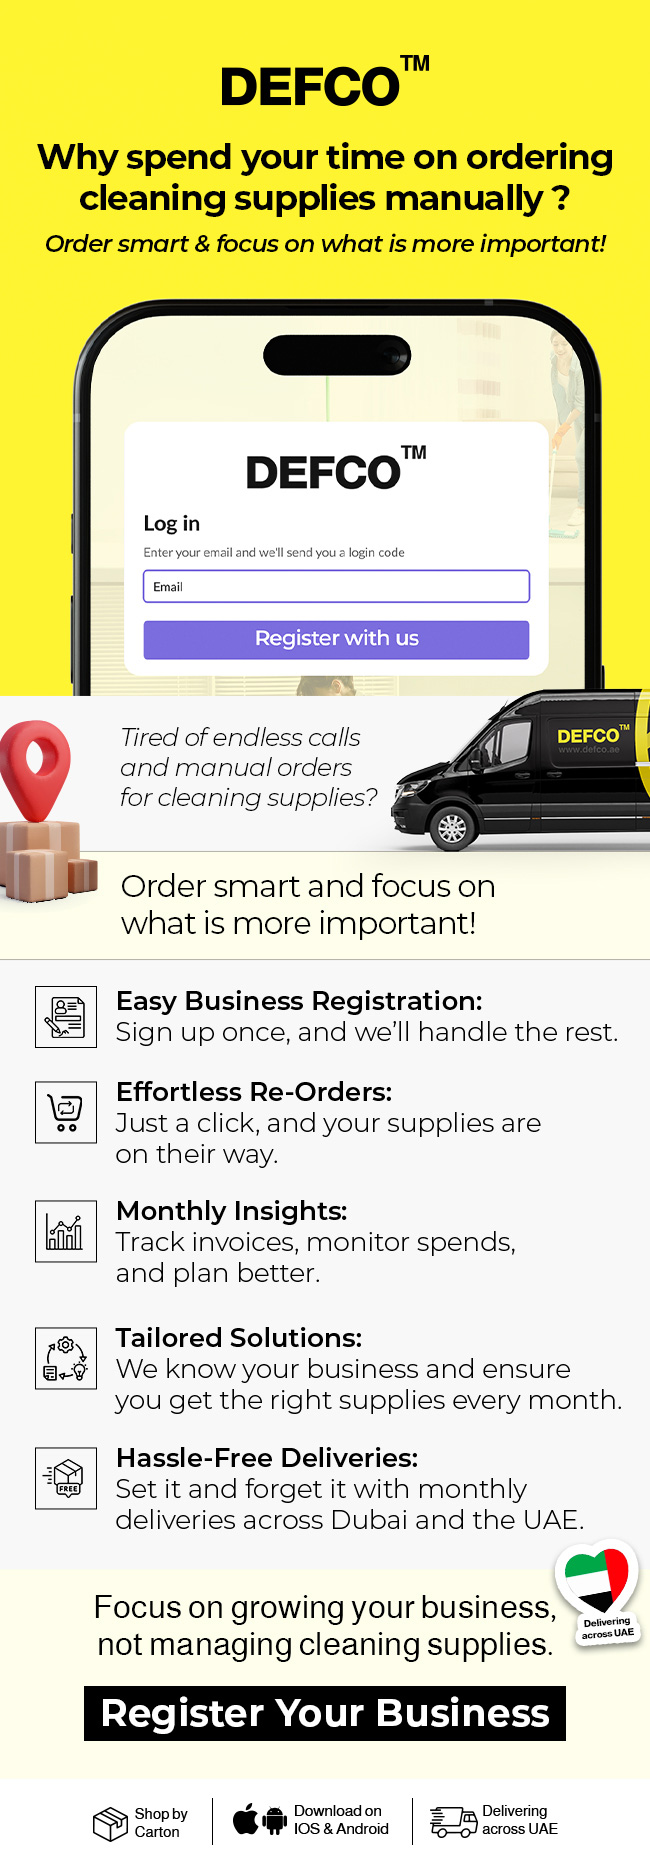 DEFCO™
Why spend your time on ordering
cleaning supplies manually ?
Order smart & focus on what is more important!
DEFCO™
Log in
Enter your email and we'll send you a login code
Email
Register with us
Tired of endless calls
and manual orders
for cleaning supplies?
DEFCO™
www.defco.ae
Order smart and focus on
what is more important!
Easy Business Registration:
Sign up once, and we’ll handle the rest.
Effortless Re-Orders:
Just a click, and your supplies are
on their way.
Monthly Insights:
Track invoices, monitor spends,
and plan better.
Tailored Solutions:
We know your business and ensure
you get the right supplies every month.
FREE
Hassle-Free Deliveries:
Set it and forget it with monthly
deliveries across Dubai and the UAE.
Delivering
across UAE
Focus on growing your business,
not managing cleaning supplies.
Register Your Business
Shop by
Carton
Download on
IOS & Android
Delivering
across UAE